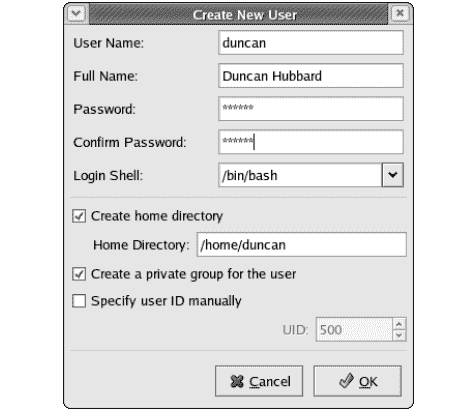 Create New User
User Name: duncan
Full Name: Duncan Hubbard
Password: ******
Confirm Password: ******
Login Shell: /bin/bash
Create home directory
Home Directory: /home/duncan
Create a private group for the user
Specify user ID manually
UID: 500
Cancel OK